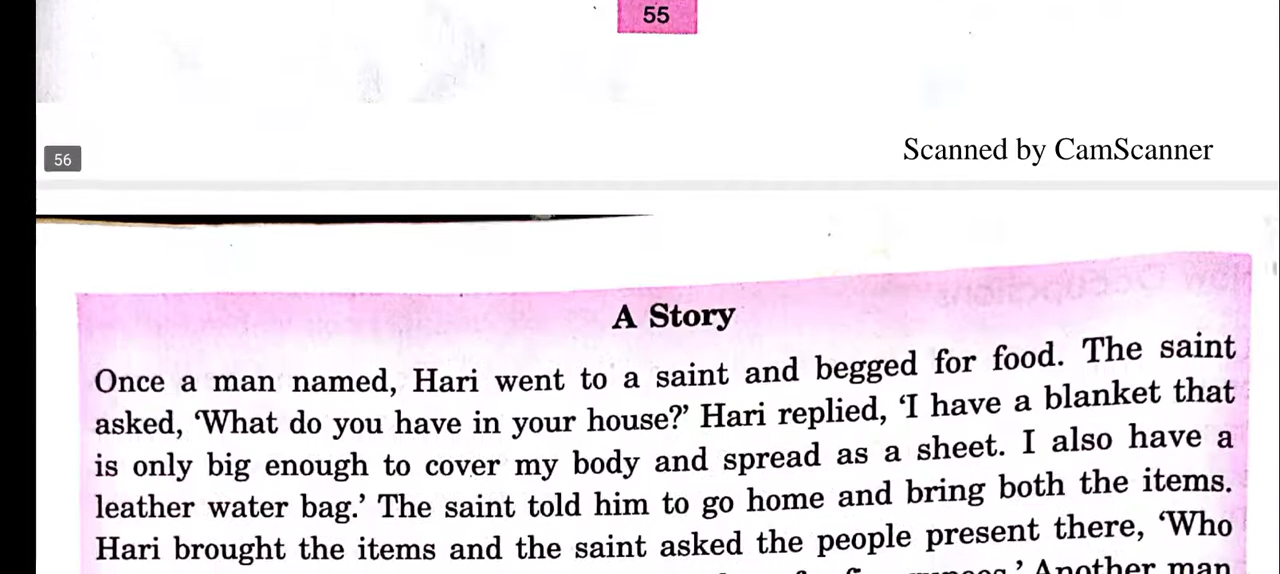 55
56
Scanned by CamScanner
A Story
Once a man named, Hari went to a saint and begged for food. The saint
asked, ‘What do you have in your house?’ Hari replied, ‘I have a blanket that
is only big enough to cover my body and spread as a sheet. I also have a
leather water bag.’ The saint told him to go home and bring both the items.
Hari brought the items and the saint asked the people present there, ‘Who
Another man